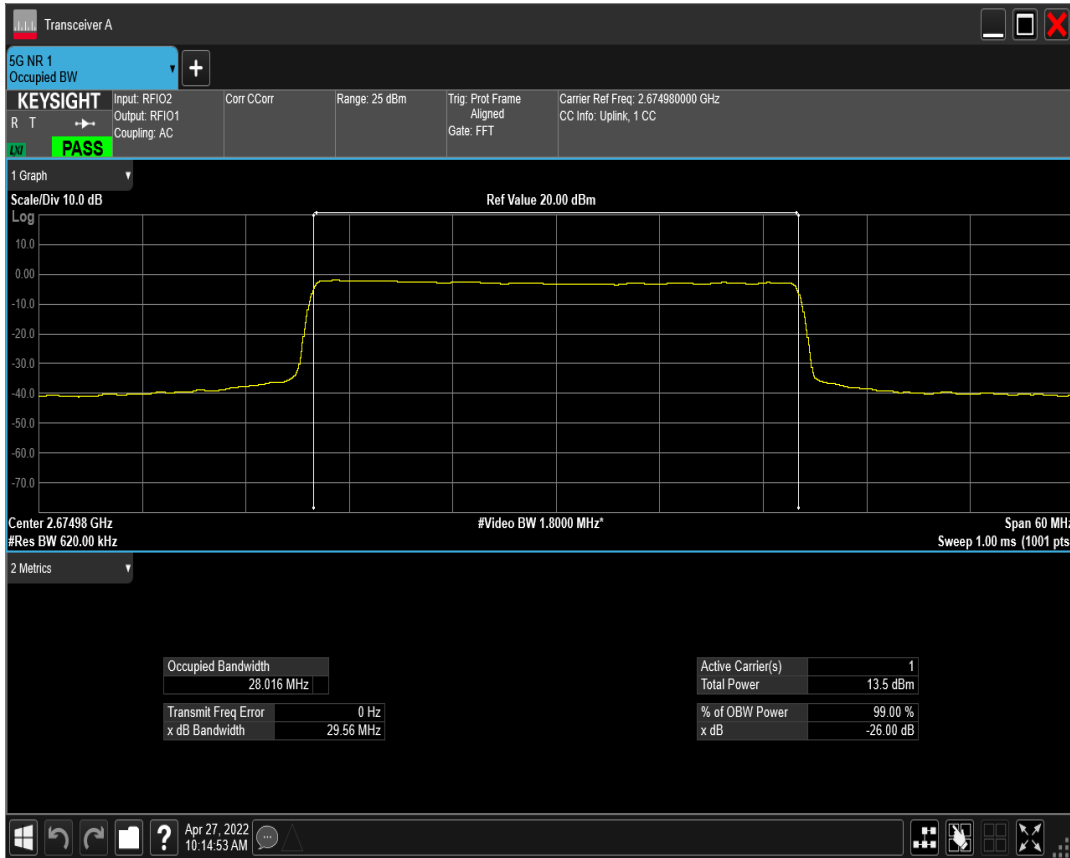 Transceiver A
5G NR 1
Occupied BW
KEYSIGHT
R T
LXI
PASS
Input: RFIO2
Output: RFIO1
Coupling: AC
Corr CCorr
Range: 25 dBm
Trig: Prot Frame
Aligned
Gate: FFT
Carrier Ref Freq: 2.674980000 GHz
CC Info: Uplink, 1 CC
1 Graph
Scale/Div 10.0 dB
Ref Value 20.00 dBm
Log
10.0
0.00
-10.0
-20.0
-30.0
-40.0
-50.0
-60.0
-70.0
Center 2.67498 GHz
#Video BW 1.8000 MHz*
Span 60 MHz
#Res BW 620.00 kHz
Sweep 1.00 ms (1001 pts
2 Metrics
Occupied Bandwidth
28.016 MHz
Transmit Freq Error 0 Hz
x dB Bandwidth 29.56 MHz
Active Carrier(s) 1
Total Power 13.5 dBm
% of OBW Power 99.00 %
x dB -26.00 dB
?
Apr 27, 2022
10:14:53 AM